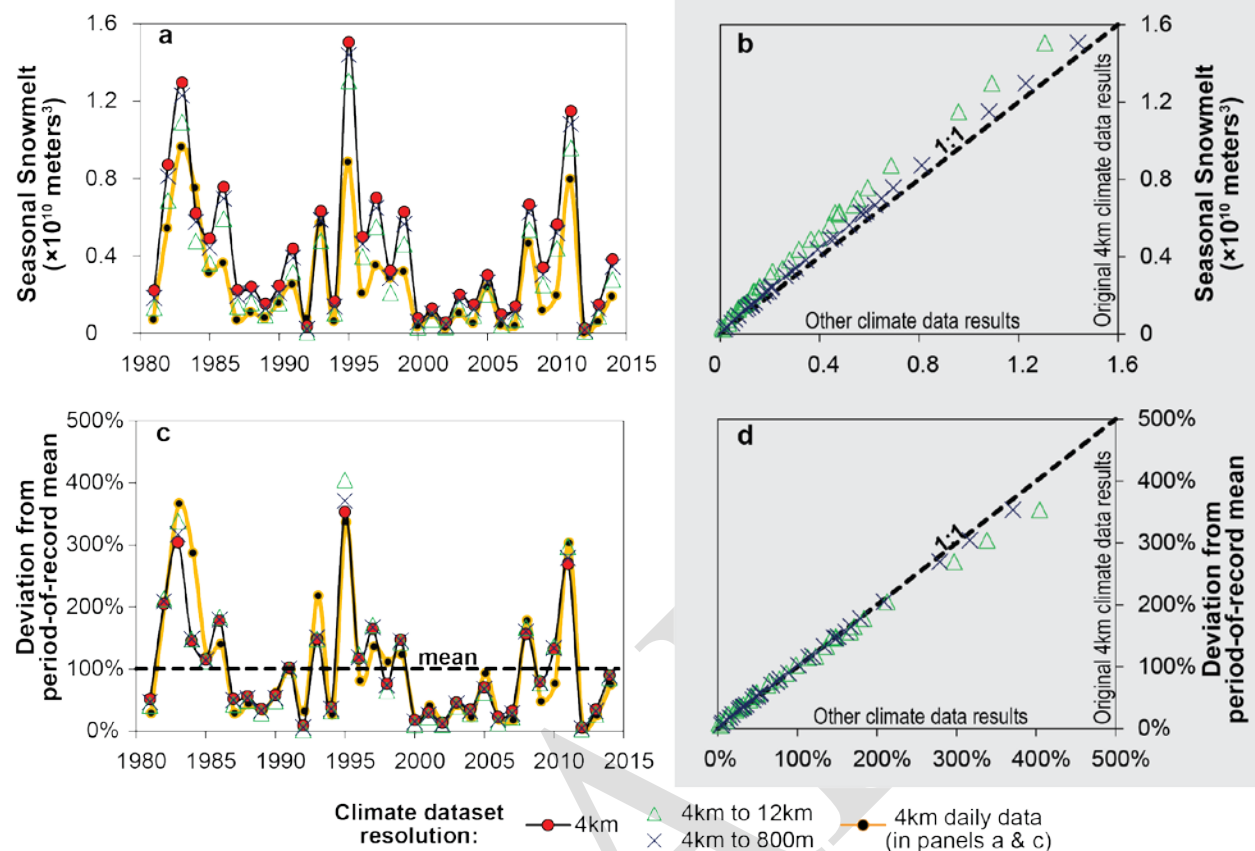 a
Seasonal Snowmelt
(×10¹⁰ meters³)
1.6
1.2
0.8
0.4
0
1980 1985 1990 1995 2000 2005 2010 2015
b
1:1
Other climate data results
Original 4km climate data results
0 0.4 0.8 1.2 1.6
1.6
1.2
0.8
0.4
0
Seasonal Snowmelt
(×10¹⁰ meters³)
c
Deviation from
period-of-record mean
500%
400%
300%
200%
100%
0%
mean
1980 1985 1990 1995 2000 2005 2010 2015
d
1:1
Other climate data results
Original 4km climate data results
0% 100% 200% 300% 400% 500%
500%
400%
300%
200%
100%
0%
Deviation from
period-of-record mean
Climate dataset
resolution:
4km
4km to 12km
4km to 800m
4km daily data
(in panels a & c)